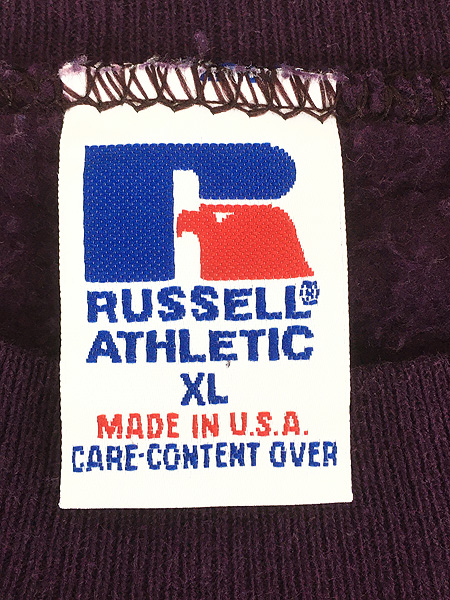 RUSSELL®
ATHLETIC
XL
MADE IN U.S.A.
CARE-CONTENT OVER